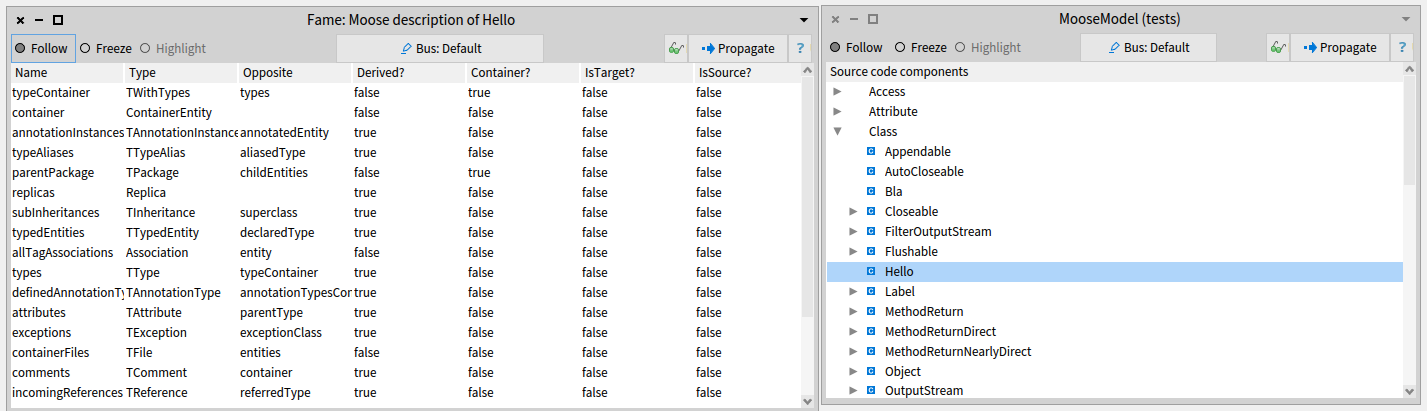 Fame: Moose description of Hello
Follow Freeze Highlight Bus: Default Propagate ?
Name Type Opposite Derived? Container? IsTarget? IsSource?
typeContainer TWithTypes types false true false false
container ContainerEntity false false false false
annotationInstances TAnnotationInstance annotatedEntity true false false false
typeAliases TTypeAlias aliasedType true false false false
parentPackage TPackage childEntities false true false false
replicas Replica true false false false
subInheritances TInheritance superclass true false false false
typedEntities TTypedEntity declaredType true false false false
allTagAssociations Association entity false false false false
types TType typeContainer true false false false
definedAnnotationTy TAnnotationType annotationTypesCon true false false false
attributes TAttribute parentType true false false false
exceptions TException exceptionClass true false false false
containerFiles TFile entities false false false false
comments TComment container true false false false
incomingReferences TReference referredType true false false false
MooseModel (tests)
Follow Freeze Highlight Bus: Default Propagate ?
Source code components
Access
Attribute
Class
C Appendable
C AutoCloseable
C Bla
C Closeable
C FilterOutputStream
C Flushable
C Hello
C Label
C MethodReturn
C MethodReturnDirect
C MethodReturnNearlyDirect
C Object
C OutputStream